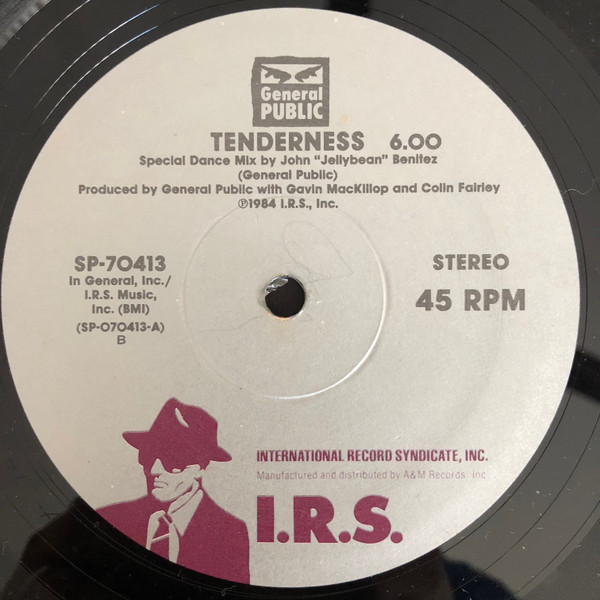 General
PUBLIC
TENDERNESS 6.00
Special Dance Mix by John "Jellybean" Benitez
(General Public)
Produced by General Public with Gavin MacKillop and Colin Fairley
℗1984 I.R.S., Inc.
SP-70413
In General, Inc./
I.R.S. Music,
Inc. (BMI)
(SP-070413-A)
B
STEREO
45 RPM
INTERNATIONAL RECORD SYNDICATE, INC.
Manufactured and distributed by A&M Records, Inc
I.R.S.